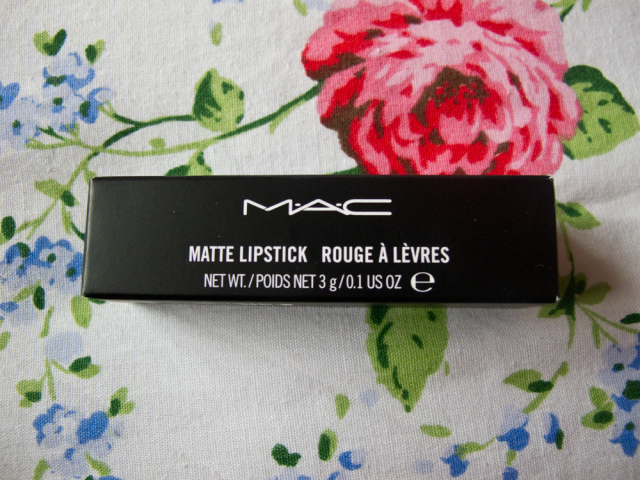 M·A·C
MATTE LIPSTICK ROUGE À LÈVRES
NET WT./POIDS NET 3 g/0.1 US OZ ℮